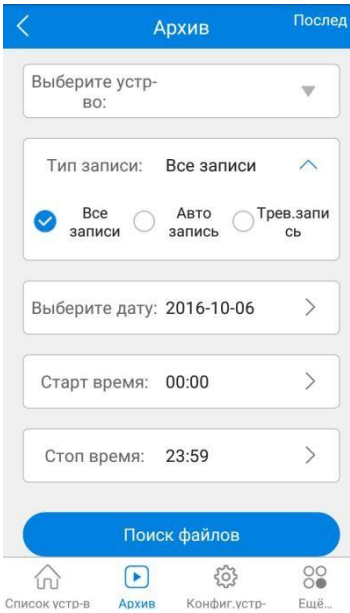 Архив
Послед
Выберите устр-
во:
Тип записи: Все записи
Все
записи
Авто
запись
Трев.запи
сь
Выберите дату: 2016-10-06
Старт время: 00:00
Стоп время: 23:59
Поиск файлов
Список устр-в Архив Конфиг.устр- Ещё...